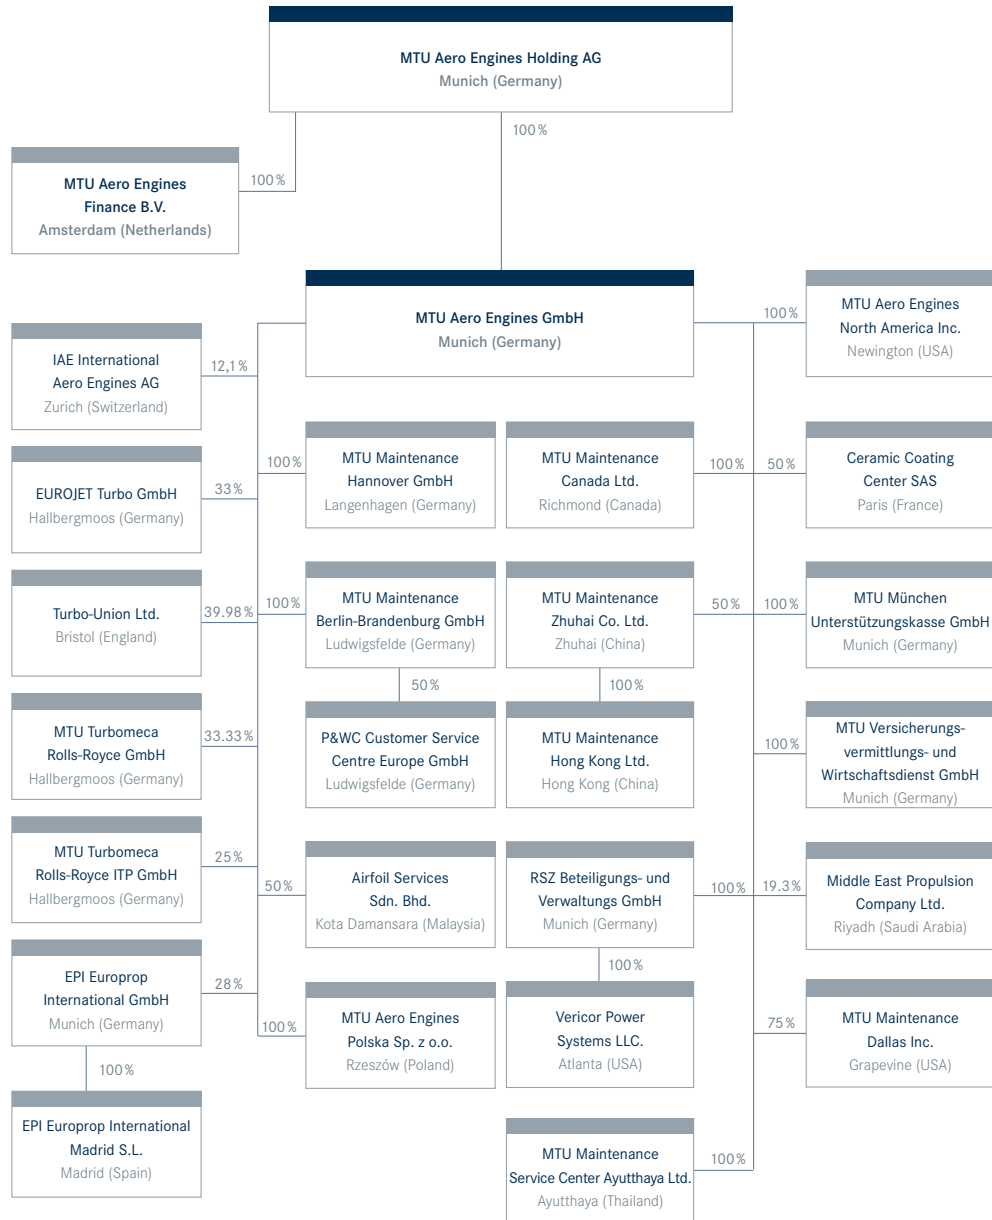 MTU Aero Engines Holding AG
Munich (Germany)
100 %
MTU Aero Engines
Finance B.V.
Amsterdam (Netherlands)
100 %
MTU Aero Engines GmbH
Munich (Germany)
100 %
MTU Aero Engines
North America Inc.
Newington (USA)
IAE International
Aero Engines AG
Zurich (Switzerland)
12,1 %
EUROJET Turbo GmbH
Hallbergmoos (Germany)
33 %
100 %
MTU Maintenance
Hannover GmbH
Langenhagen (Germany)
MTU Maintenance
Canada Ltd.
Richmond (Canada)
100 %
50 %
Ceramic Coating
Center SAS
Paris (France)
Turbo-Union Ltd.
Bristol (England)
39.98 %
100 %
MTU Maintenance
Berlin-Brandenburg GmbH
Ludwigsfelde (Germany)
MTU Maintenance
Zhuhai Co. Ltd.
Zhuhai (China)
50 %
100 %
MTU München
Unterstützungskasse GmbH
Munich (Germany)
50 %
100 %
MTU Turbomeca
Rolls-Royce GmbH
Hallbergmoos (Germany)
33.33 %
P&WC Customer Service
Centre Europe GmbH
Ludwigsfelde (Germany)
MTU Maintenance
Hong Kong Ltd.
Hong Kong (China)
100 %
MTU Versicherungs-
vermittlungs- und
Wirtschaftsdienst GmbH
Munich (Germany)
MTU Turbomeca
Rolls-Royce ITP GmbH
Hallbergmoos (Germany)
25 %
50 %
Airfoil Services
Sdn. Bhd.
Kota Damansara (Malaysia)
RSZ Beteiligungs- und
Verwaltungs GmbH
Munich (Germany)
100 %
19.3 %
Middle East Propulsion
Company Ltd.
Riyadh (Saudi Arabia)
100 %
EPI Europrop
International GmbH
Munich (Germany)
28 %
100 %
MTU Aero Engines
Polska Sp. z o.o.
Rzeszów (Poland)
Vericor Power
Systems LLC.
Atlanta (USA)
75 %
MTU Maintenance
Dallas Inc.
Grapevine (USA)
100 %
EPI Europrop International
Madrid S.L.
Madrid (Spain)
MTU Maintenance
Service Center Ayutthaya Ltd.
Ayutthaya (Thailand)
100 %